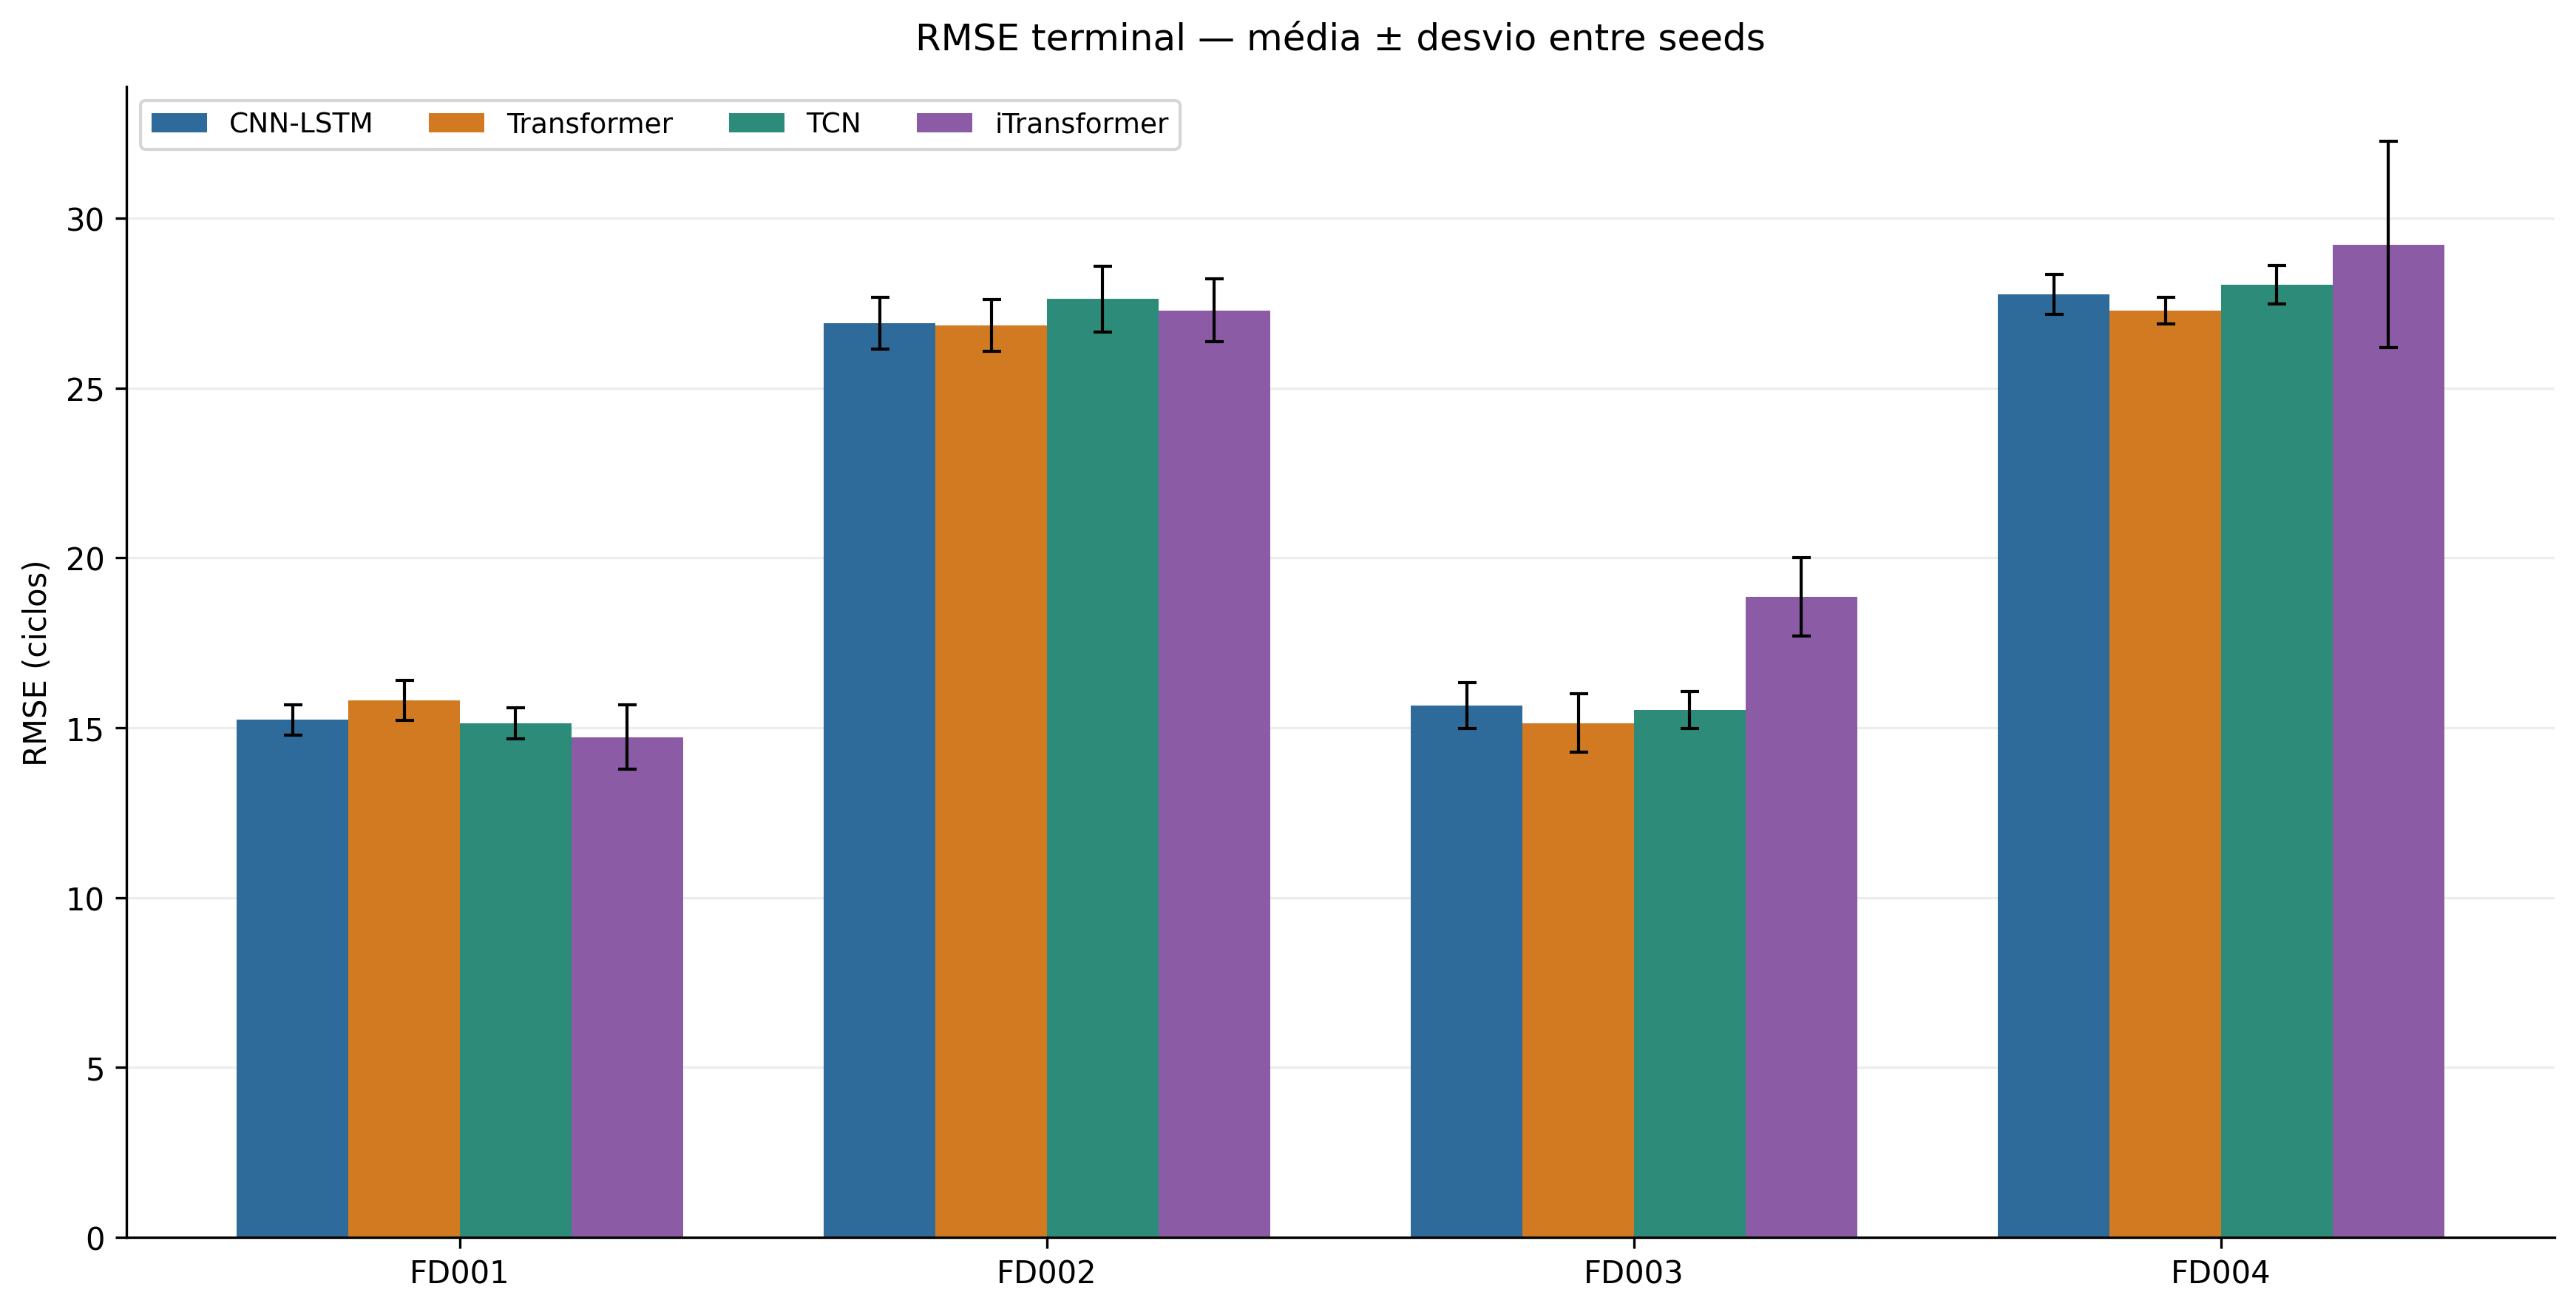 RMSE terminal — média ± desvio entre seeds
CNN-LSTM Transformer TCN iTransformer
RMSE (ciclos)
30
25
20
15
10
5
0
FD001 FD002 FD003 FD004